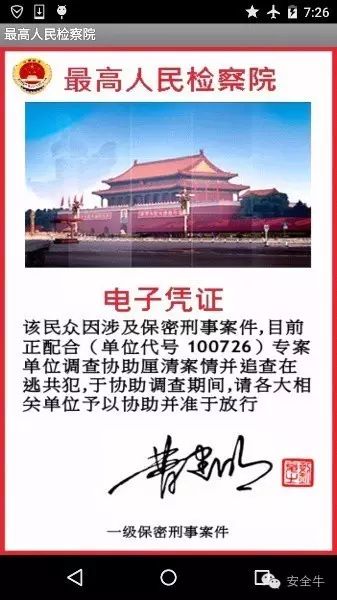 7:26
最高人民检察院
最高人民检察院
电子凭证
该民众因涉及保密刑事案件,目前
正配合（单位代号 100726）专案
单位调查协助厘清案情并追查在
逃共犯,于协助调查期间,请各大相
关单位予以协助并准于放行
曹建明
一级保密刑事案件
安全牛